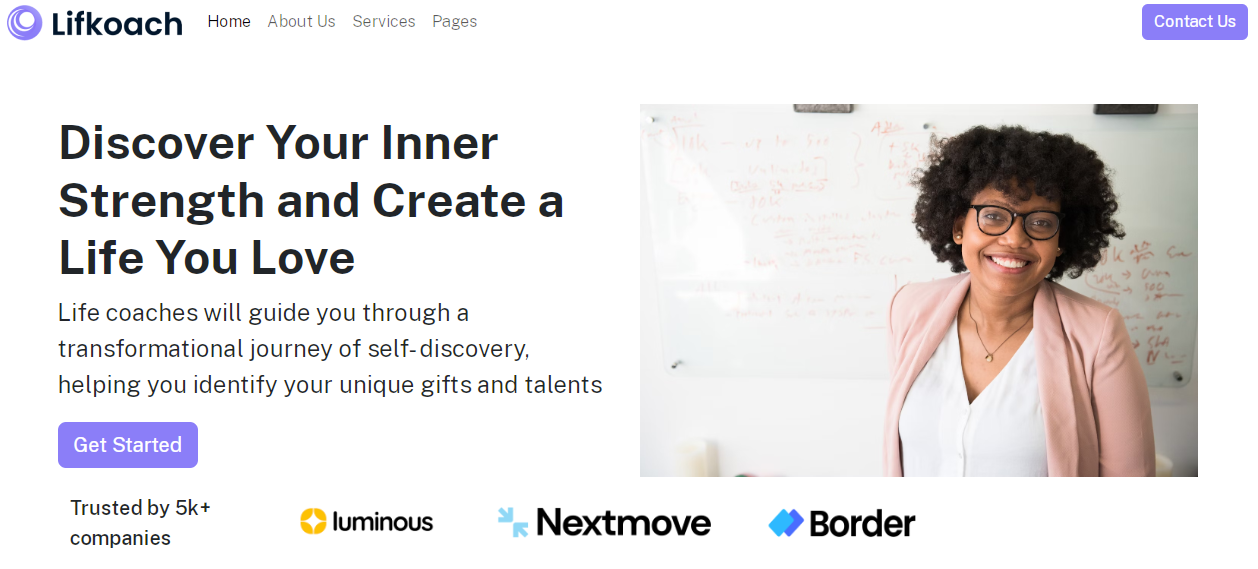 Lifkoach Home About Us Services Pages Contact Us
Discover Your Inner
Strength and Create a
Life You Love
Life coaches will guide you through a
transformational journey of self-discovery,
helping you identify your unique gifts and talents
Get Started
Trusted by 5k+
companies
luminous Nextmove Border